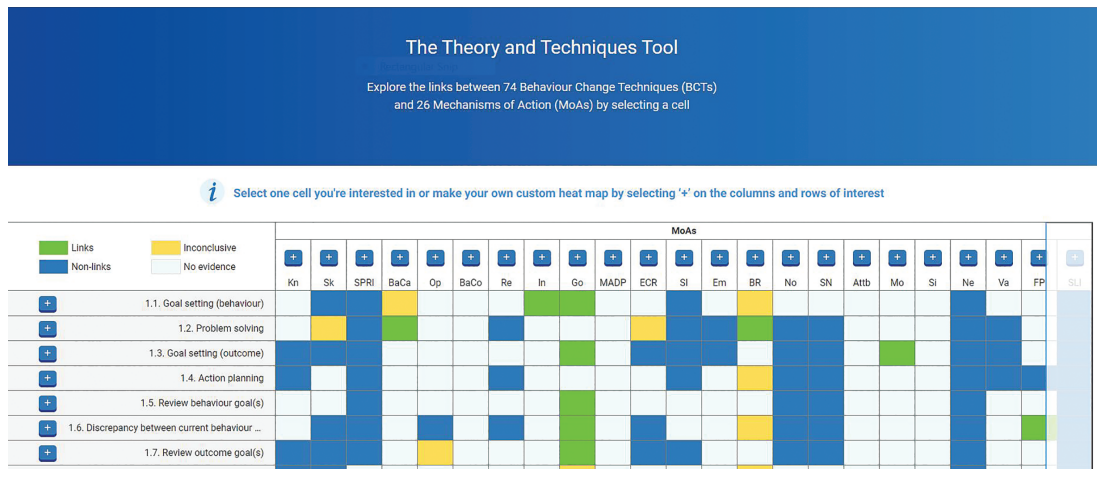 The Theory and Techniques Tool
Explore the links between 74 Behaviour Change Techniques (BCTs)
and 26 Mechanisms of Action (MoAs) by selecting a cell
i Select one cell you're interested in or make your own custom heat map by selecting ‘+’ on the columns and rows of interest
MoAs
Links Inconclusive
Non-links No evidence
+ + + + + + + + + + + + + + + + + + + + + + +
Kn Sk SPRI BaCa Op BaCo Re In Go MADP ECR SI Em BR No SN Attb Mo Si Ne Va FP SLI
+ 1.1. Goal setting (behaviour)
+ 1.2. Problem solving
+ 1.3. Goal setting (outcome)
+ 1.4. Action planning
+ 1.5. Review behaviour goal(s)
+ 1.6. Discrepancy between current behaviour ...
+ 1.7. Review outcome goal(s)